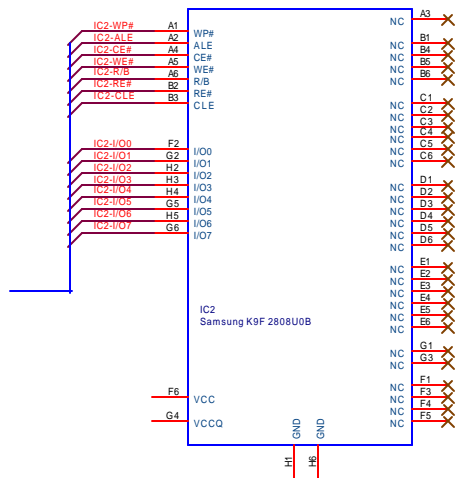 IC2-WP# A1 WP#
IC2-ALE A2 ALE
IC2-CE# A4 CE#
IC2-WE# A5 WE#
IC2-R/B A6 R/B
IC2-RE# B2 RE#
IC2-CLE B3 CLE
IC2-I/O0 F2 I/O0
IC2-I/O1 G2 I/O1
IC2-I/O2 H2 I/O2
IC2-I/O3 H3 I/O3
IC2-I/O4 H4 I/O4
IC2-I/O5 G5 I/O5
IC2-I/O6 H5 I/O6
IC2-I/O7 G6 I/O7
IC2
Samsung K9F 2808U0B
F6 VCC
G4 VCCQ
GND H1
GND H6
NC A3
NC B1
NC B4
NC B5
NC B6
NC C1
NC C2
NC C3
NC C4
NC C5
NC C6
NC D1
NC D2
NC D3
NC D4
NC D5
NC D6
NC E1
NC E2
NC E3
NC E4
NC E5
NC E6
NC G1
NC G3
NC F1
NC F3
NC F4
NC F5